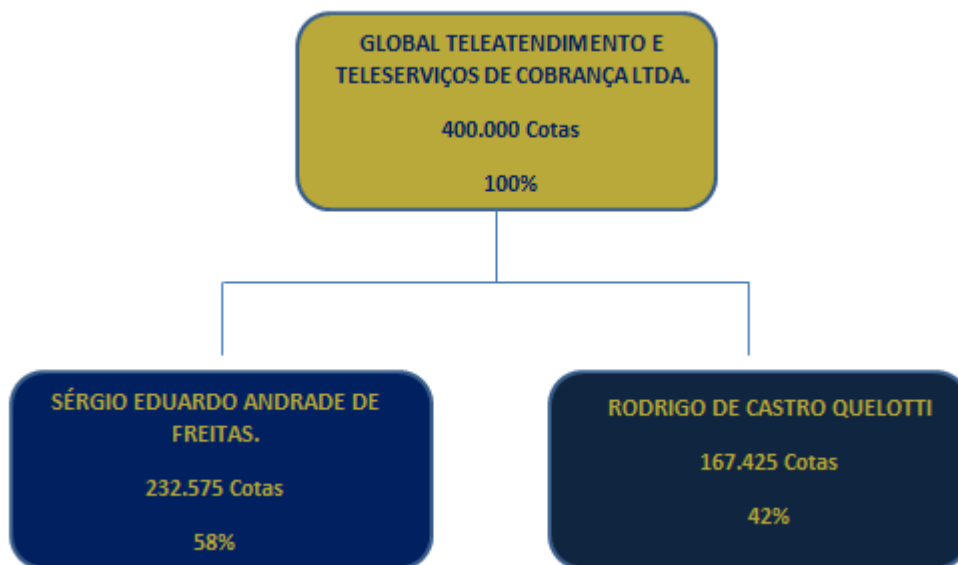 GLOBAL TELEATENDIMENTO E
TELESERVIÇOS DE COBRANÇA LTDA.
400.000 Cotas
100%
SÉRGIO EDUARDO ANDRADE DE
FREITAS.
232.575 Cotas
58%
RODRIGO DE CASTRO QUELOTTI
167.425 Cotas
42%